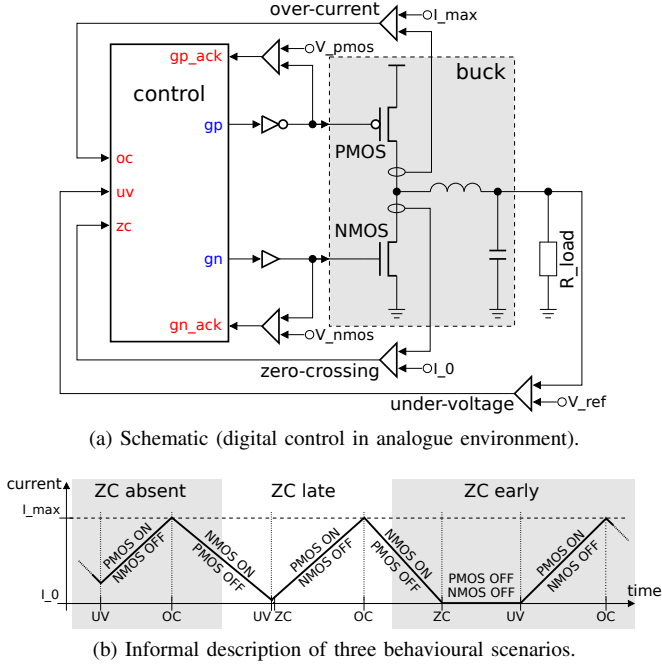 over-current
I_max
V_pmos
gp_ack
buck
control
gp
PMOS
oc
uv
zc
NMOS
gn
R_load
gn_ack
V_nmos
zero-crossing
I_0
under-voltage
V_ref
(a) Schematic (digital control in analogue environment).
current
ZC absent
ZC late
ZC early
I_max
PMOS ON
NMOS OFF
NMOS ON
PMOS OFF
PMOS ON
NMOS OFF
NMOS ON
PMOS OFF
PMOS OFF
NMOS OFF
PMOS ON
NMOS OFF
time
I_0
UV
OC
UV
ZC
OC
ZC
UV
OC
(b) Informal description of three behavioural scenarios.